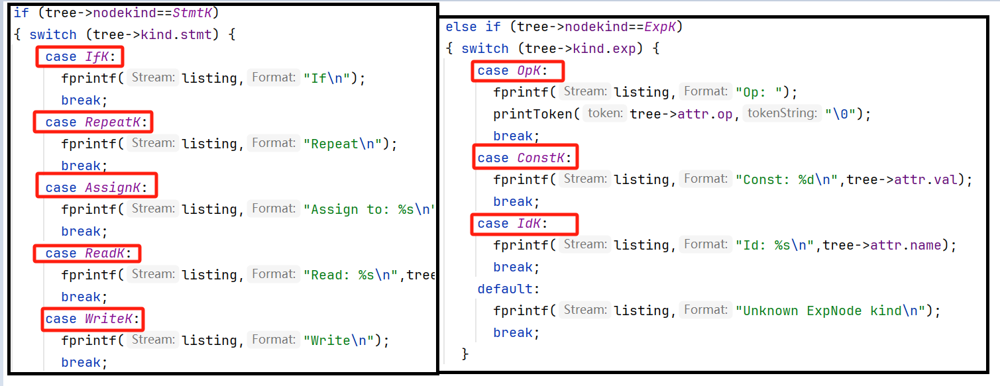 if (tree->nodekind==StmtK)
{ switch (tree->kind.stmt) {
case IfK:
fprintf( Stream: listing, Format: "If\n");
break;
case RepeatK:
fprintf( Stream: listing, Format: "Repeat\n");
break;
case AssignK:
fprintf( Stream: listing, Format: "Assign to: %s\n"
break;
case ReadK:
fprintf( Stream: listing, Format: "Read: %s\n",tree
break;
case WriteK:
fprintf( Stream: listing, Format: "Write\n");
break;
else if (tree->nodekind==ExpK)
{ switch (tree->kind.exp) {
case OpK:
fprintf( Stream: listing, Format: "Op: ");
printToken( token: tree->attr.op, tokenString: "\0");
break;
case ConstK:
fprintf( Stream: listing, Format: "Const: %d\n",tree->attr.val);
break;
case IdK:
fprintf( Stream: listing, Format: "Id: %s\n",tree->attr.name);
break;
default:
fprintf( Stream: listing, Format: "Unknown ExpNode kind\n");
break;
}